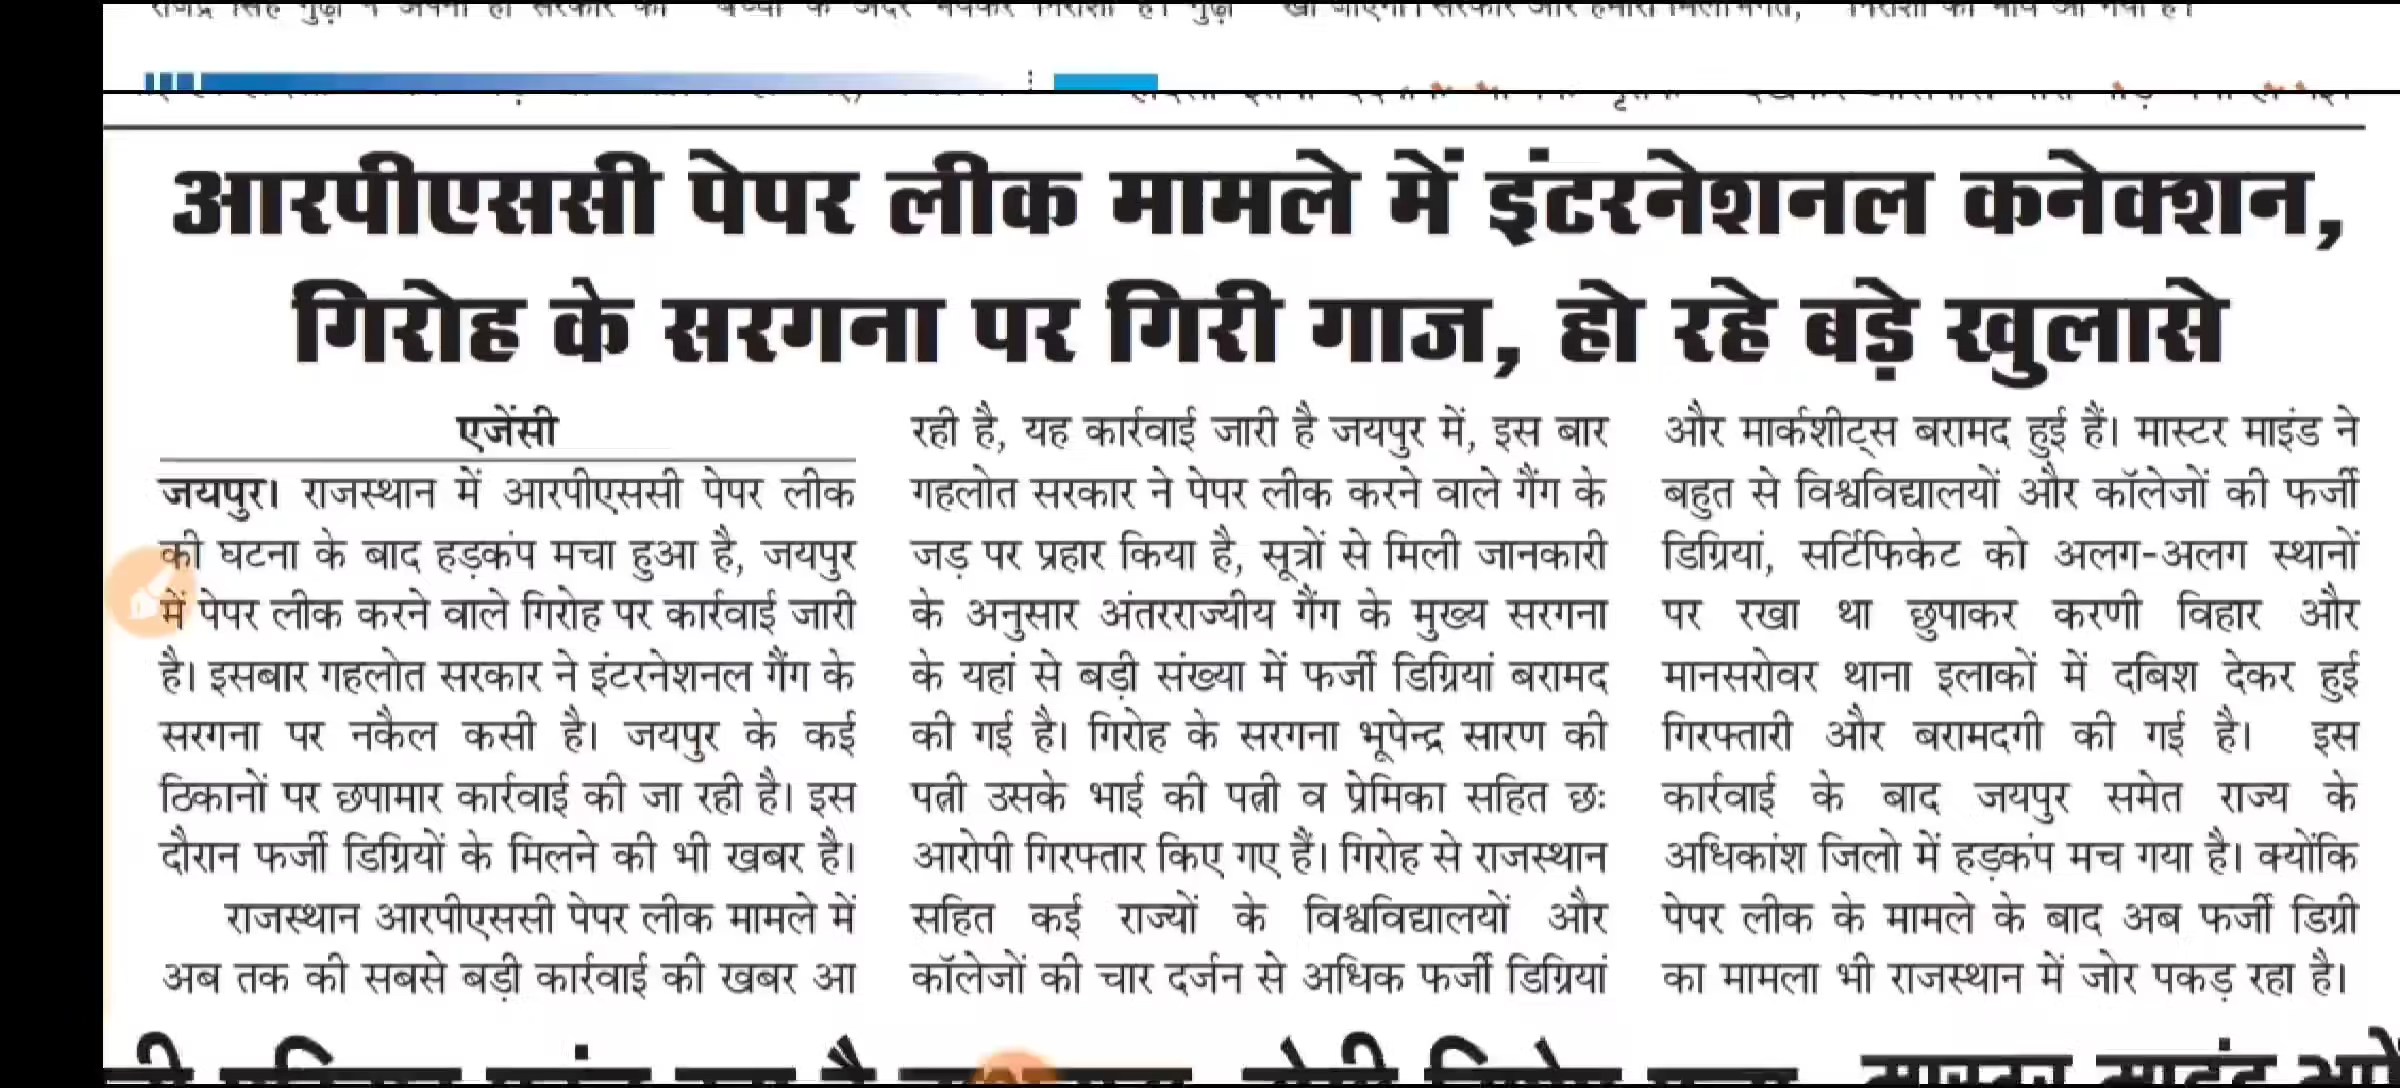 आरपीएससी पेपर लीक मामले में इंटरनेशनल कनेक्शन,
गिरोह के सरगना पर गिरी गाज, हो रहे बड़े खुलासे
एजेंसी
जयपुर। राजस्थान में आरपीएससी पेपर लीक
की घटना के बाद हड़कंप मचा हुआ है, जयपुर
में पेपर लीक करने वाले गिरोह पर कार्रवाई जारी
है। इसबार गहलोत सरकार ने इंटरनेशनल गैंग के
सरगना पर नकैल कसी है। जयपुर के कई
ठिकानों पर छपामार कार्रवाई की जा रही है। इस
दौरान फर्जी डिग्रियों के मिलने की भी खबर है।
राजस्थान आरपीएससी पेपर लीक मामले में
अब तक की सबसे बड़ी कार्रवाई की खबर आ
रही है, यह कार्रवाई जारी है जयपुर में, इस बार
गहलोत सरकार ने पेपर लीक करने वाले गैंग के
जड़ पर प्रहार किया है, सूत्रों से मिली जानकारी
के अनुसार अंतरराज्यीय गैंग के मुख्य सरगना
के यहां से बड़ी संख्या में फर्जी डिग्रियां बरामद
की गई है। गिरोह के सरगना भूपेन्द्र सारण की
पत्नी उसके भाई की पत्नी व प्रेमिका सहित छः
आरोपी गिरफ्तार किए गए हैं। गिरोह से राजस्थान
सहित कई राज्यों के विश्वविद्यालयों और
कॉलेजों की चार दर्जन से अधिक फर्जी डिग्रियां
और मार्कशीट्स बरामद हुई हैं। मास्टर माइंड ने
बहुत से विश्वविद्यालयों और कॉलेजों की फर्जी
डिग्रियां, सर्टिफिकेट को अलग-अलग स्थानों
पर रखा था छुपाकर करणी विहार और
मानसरोवर थाना इलाकों में दबिश देकर हुई
गिरफ्तारी और बरामदगी की गई है। इस
कार्रवाई के बाद जयपुर समेत राज्य के
अधिकांश जिलो में हड़कंप मच गया है। क्योंकि
पेपर लीक के मामले के बाद अब फर्जी डिग्री
का मामला भी राजस्थान में जोर पकड़ रहा है।